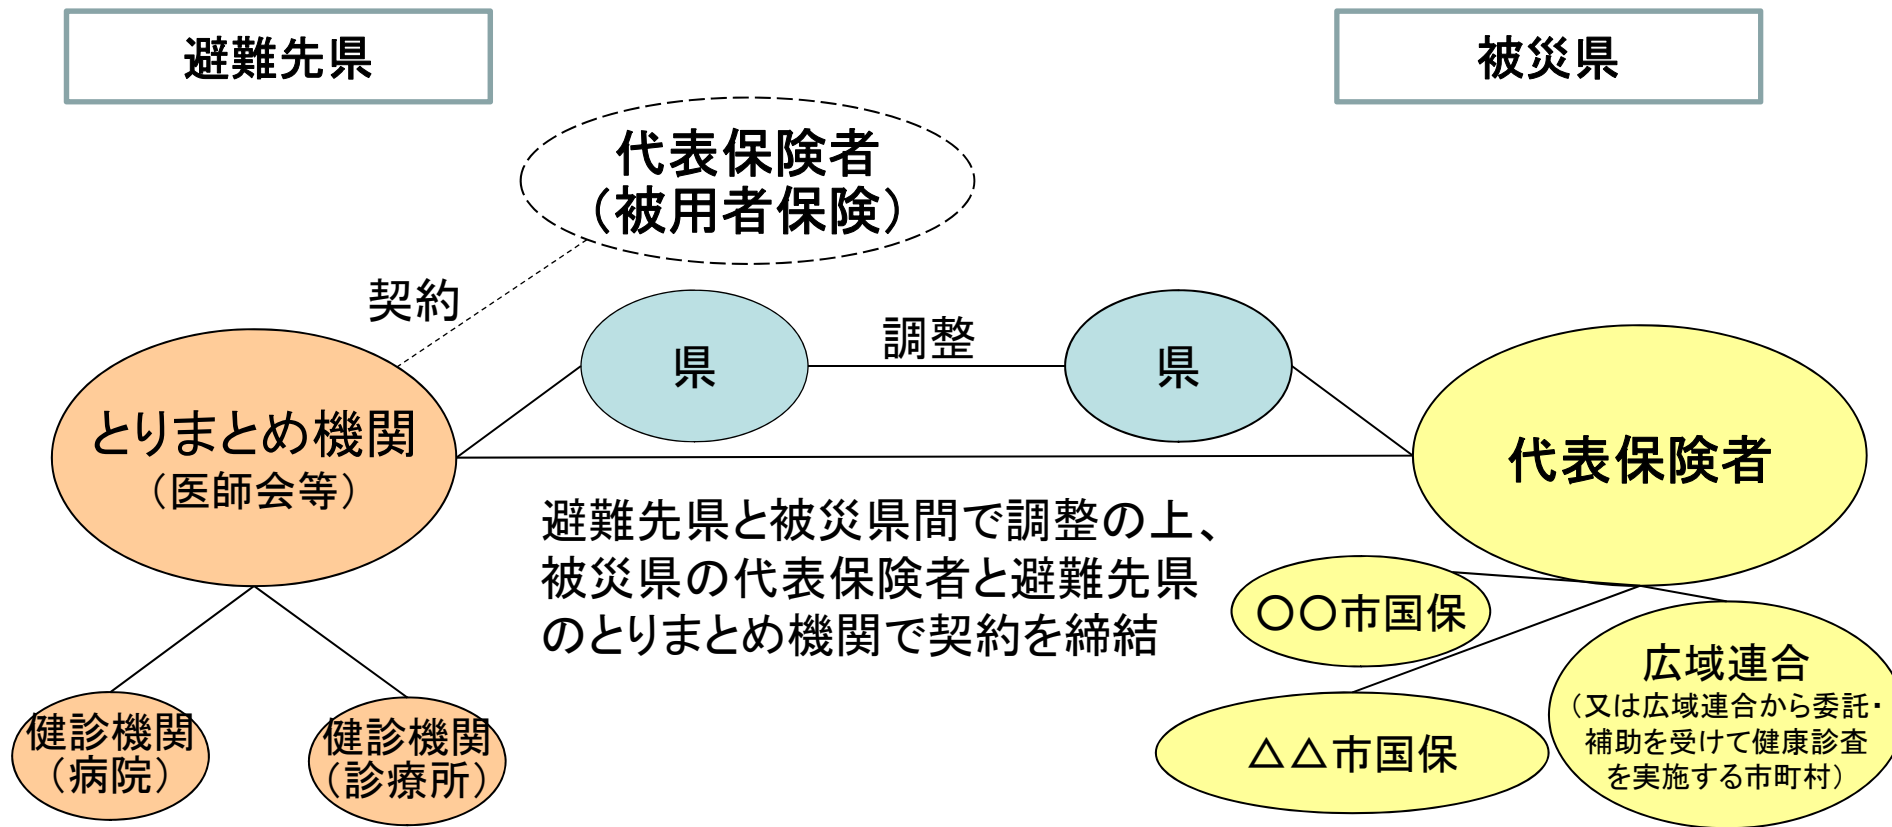 避難先県
被災県
代表保険者
（被用者保険）
契約
県
調整
県
とりまとめ機関
（医師会等）
代表保険者
避難先県と被災県間で調整の上、
被災県の代表保険者と避難先県
のとりまとめ機関で契約を締結
〇〇市国保
△△市国保
広域連合
（又は広域連合から委託・
補助を受けて健康診査
を実施する市町村）
健診機関
（病院）
健診機関
（診療所）